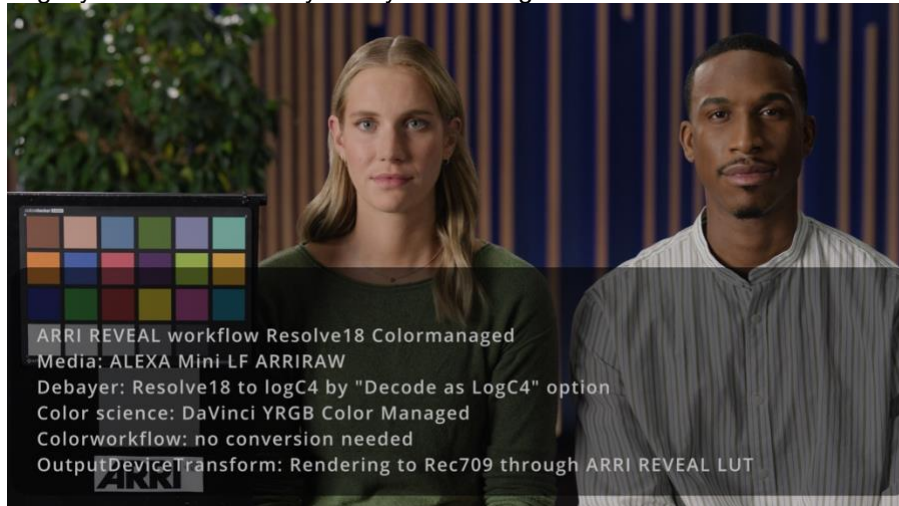 ARRI REVEAL workflow Resolve18 Colormanaged
Media: ALEXA Mini LF ARRIRAW
Debayer: Resolve18 to logC4 by "Decode as LogC4" option
Color science: DaVinci YRGB Color Managed
Colorworkflow: no conversion needed
OutputDeviceTransform: Rendering to Rec709 through ARRI REVEAL LUT
ARRI